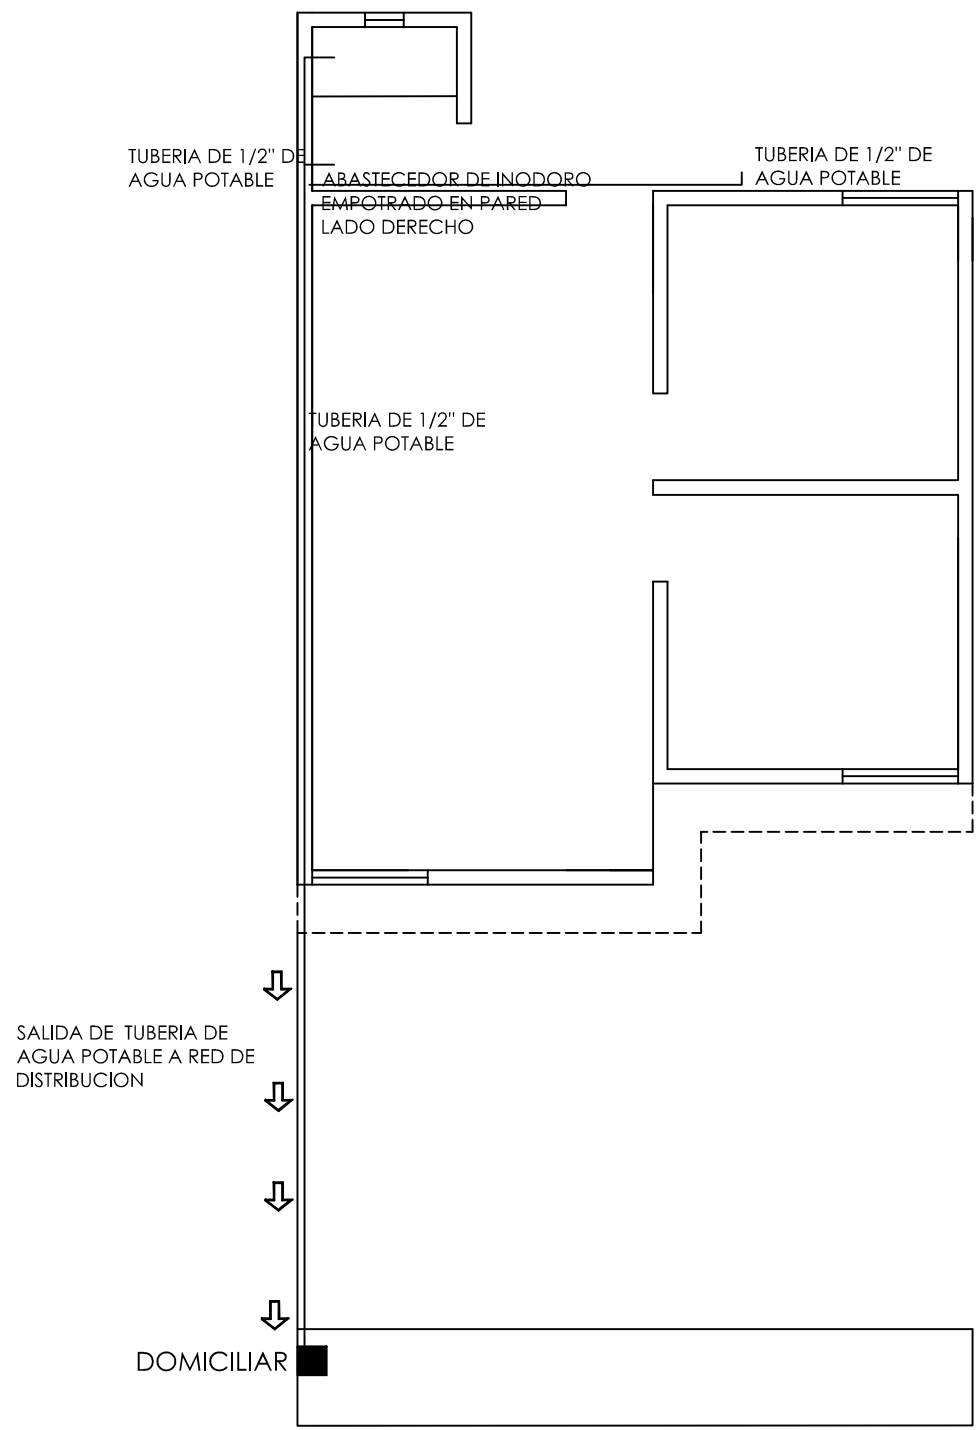 TUBERIA DE 1/2" DE
AGUA POTABLE
TUBERIA DE 1/2" DE
AGUA POTABLE
ABASTECEDOR DE INODORO
EMPOTRADO EN PARED
LADO DERECHO
TUBERIA DE 1/2" DE
AGUA POTABLE
SALIDA DE TUBERIA DE
AGUA POTABLE A RED DE
DISTRIBUCION
DOMICILIAR